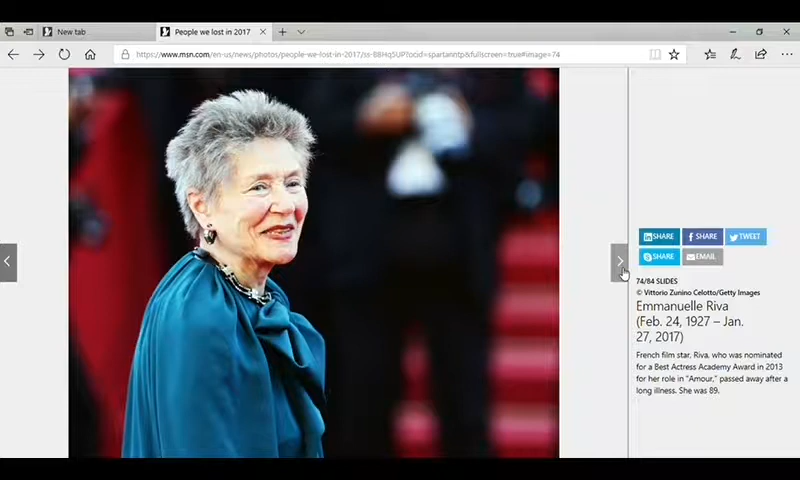 New tab
People we lost in 2017
https://www.msn.com/en-us/news/photos/people-we-lost-in-2017/ss-BBHq5UP?ocid=spartanntp&fullscreen=true#image=74
SHARE
SHARE
TWEET
SHARE
EMAIL
74/84 SLIDES
© Vittorio Zunino Celotto/Getty Images
Emmanuelle Riva
(Feb. 24, 1927 – Jan.
27, 2017)
French film star, Riva, who was nominated
for a Best Actress Academy Award in 2013
for her role in "Amour," passed away after a
long illness. She was 89.